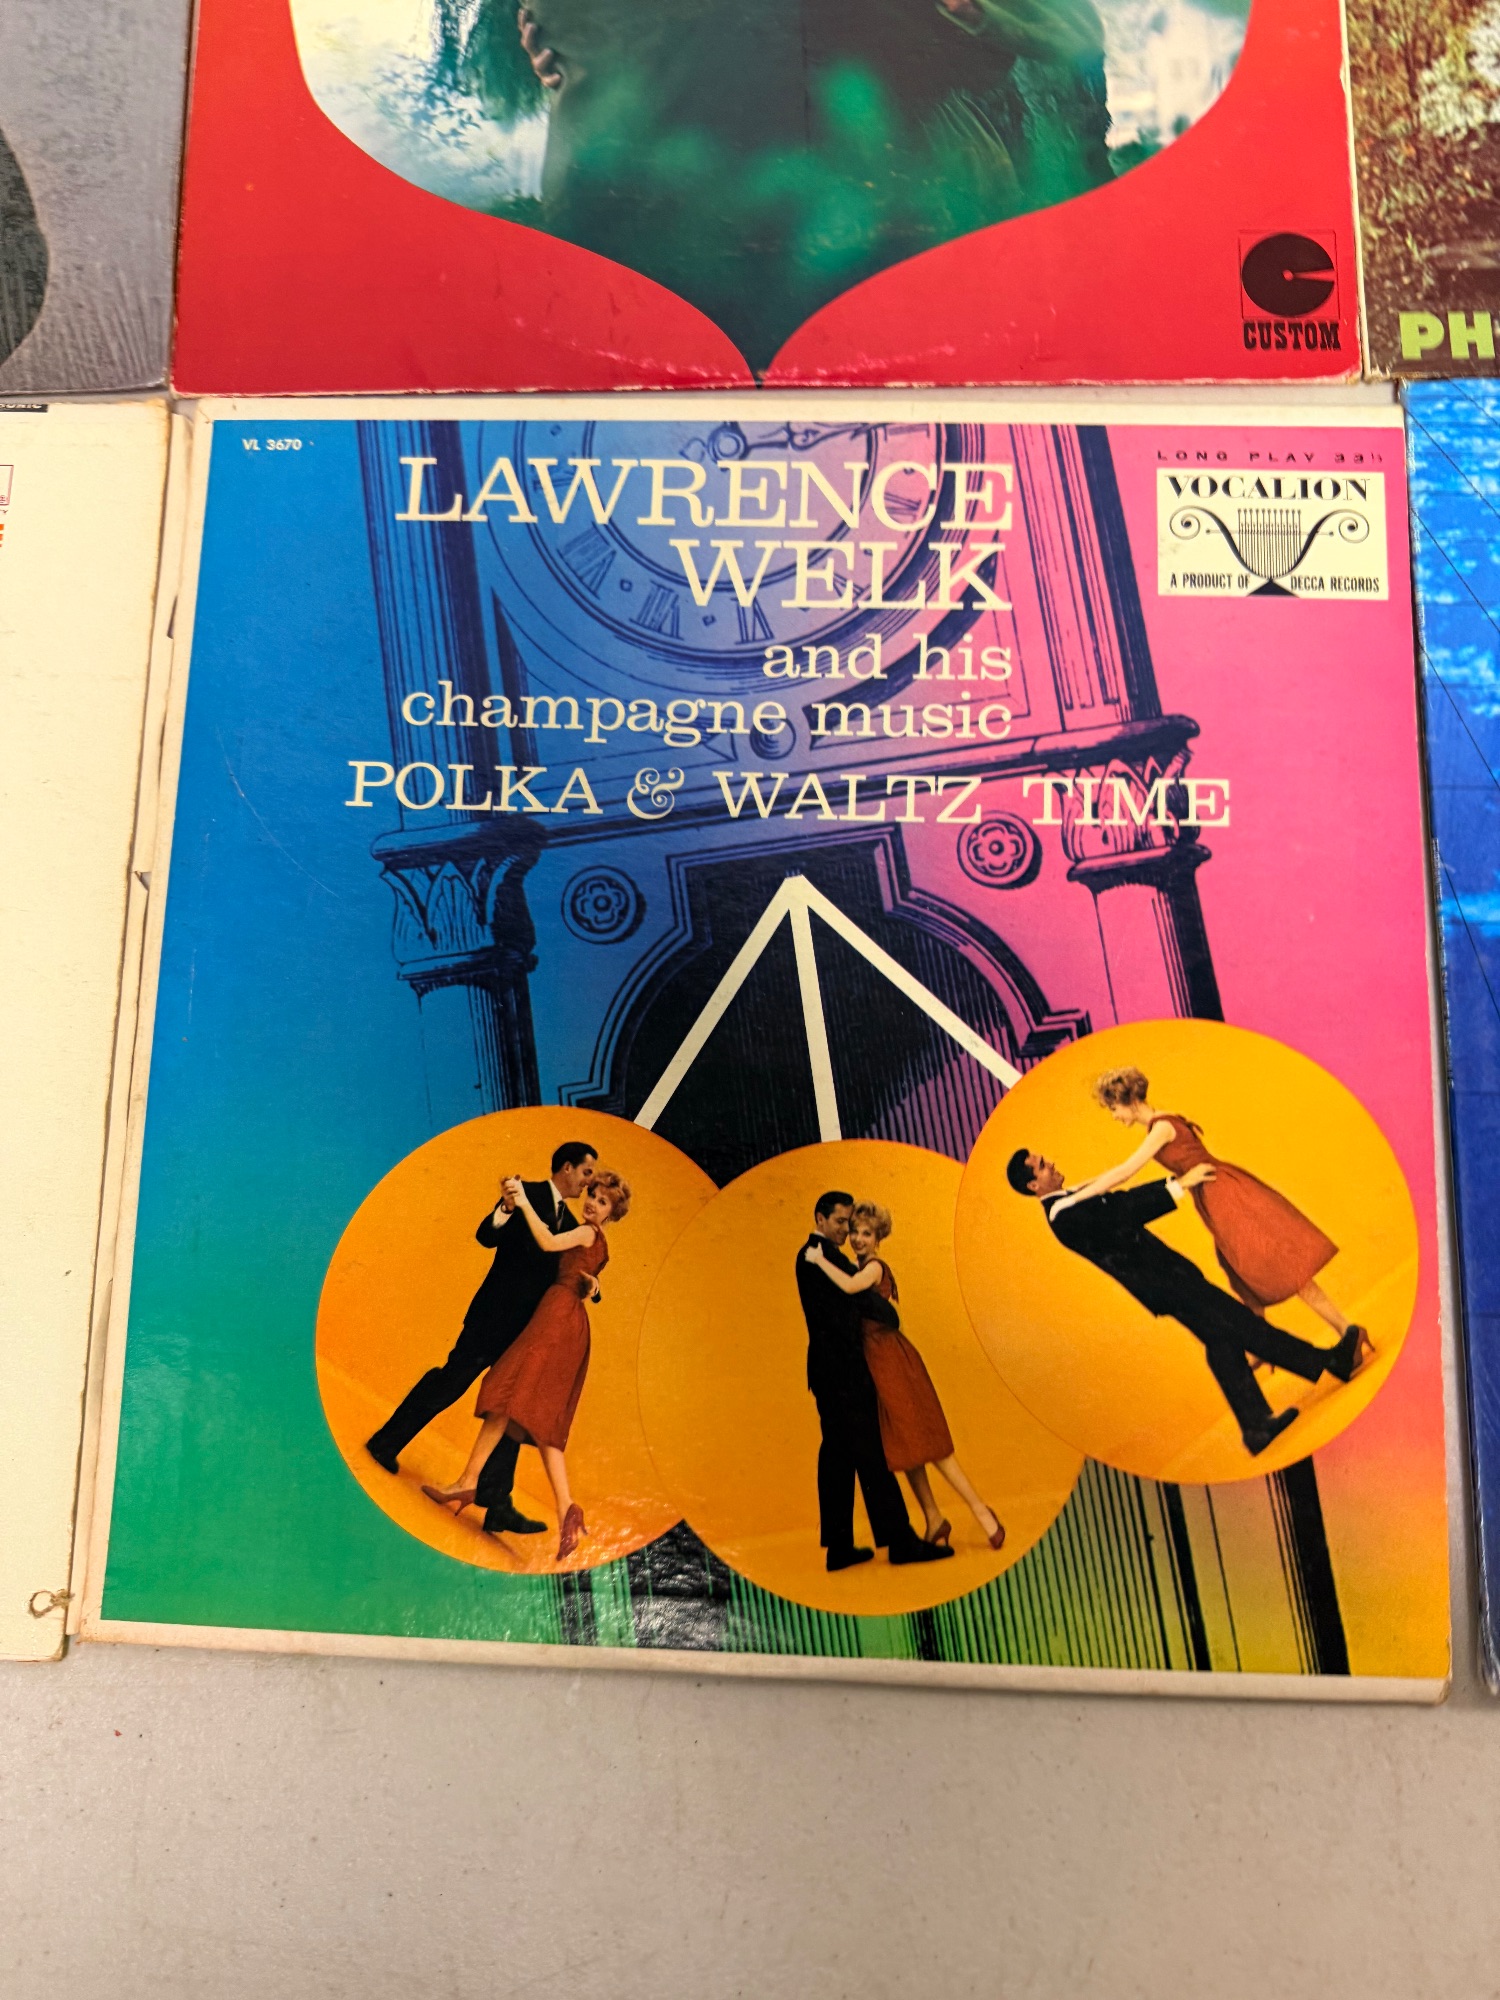 CUSTOM
PH
VL 3670
LAWRENCE
WELK
and his
champagne music
POLKA & WALTZ TIME
LONG PLAY 33⅓
VOCALION
A PRODUCT OF DECCA RECORDS